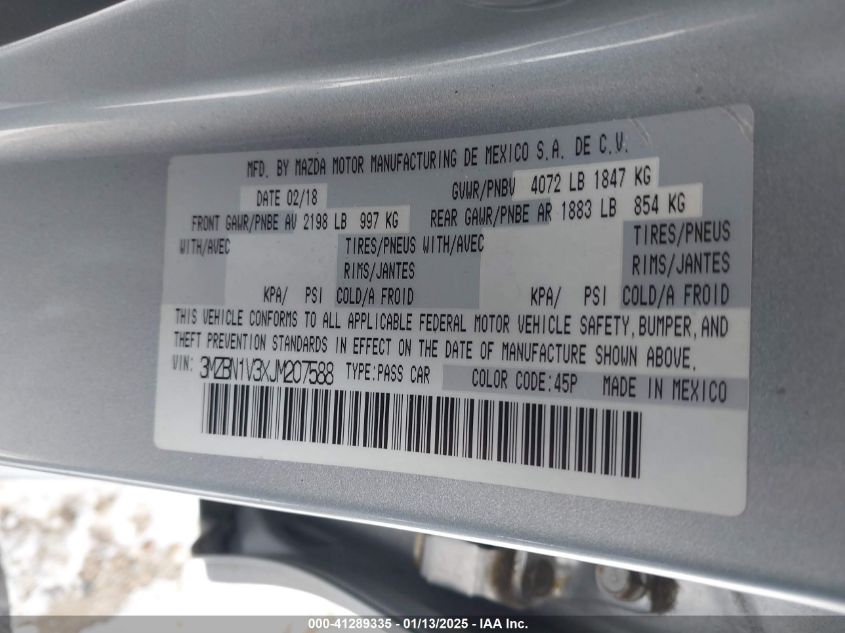 MFD. BY MAZDA MOTOR MANUFACTURING DE MEXICO S.A. DE C.V.
DATE 02/18 GVWR/PNBV 4072 LB 1847 KG
FRONT GAWR/PNBE AV 2198 LB 997 KG REAR GAWR/PNBE AR 1883 LB 854 KG
WITH/AVEC TIRES/PNEUS WITH/AVEC TIRES/PNEUS
RIMS/JANTES RIMS/JANTES
KPA/ PSI COLD/A FROID KPA/ PSI COLD/A FROID
THIS VEHICLE CONFORMS TO ALL APPLICABLE FEDERAL MOTOR VEHICLE SAFETY, BUMPER, AND
THEFT PREVENTION STANDARDS IN EFFECT ON THE DATE OF MANUFACTURE SHOWN ABOVE.
VIN: 3MZBN1V3XJM207588 TYPE:PASS CAR COLOR CODE:45P MADE IN MEXICO
000-41289335 - 01/13/2025 - COPYRIGHT IAA, INC.